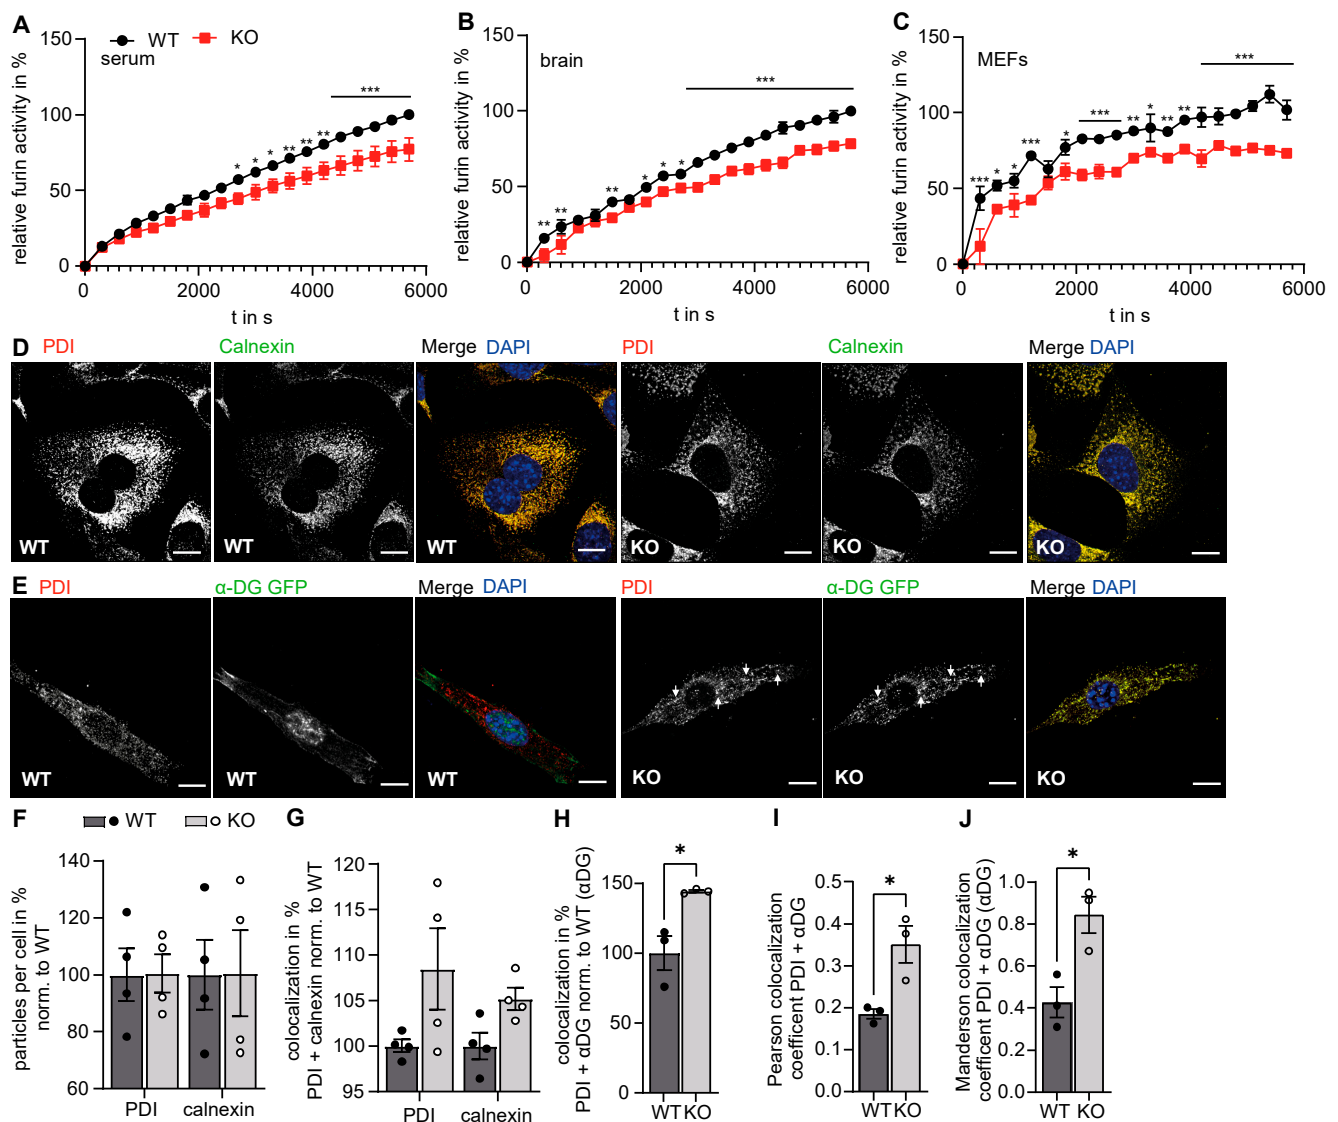 A
WT KO
serum
relative furin activity in %
150
100
50
0
* * * ** ** ** ***
0 2000 4000 6000
t in s
B
brain
relative furin activity in %
150
100
50
0
** ** ** * * * ***
0 2000 4000 6000
t in s
C
MEFs
relative furin activity in %
150
100
50
0
*** * * *** * *** ** * ** ** ***
0 2000 4000 6000
t in s
D PDI Calnexin Merge DAPI PDI Calnexin Merge DAPI
WT WT WT KO KO KO
E PDI α-DG GFP Merge DAPI PDI α-DG GFP Merge DAPI
WT WT WT KO KO KO
F
WT KO
particles per cell in %
norm. to WT
140
120
100
80
60
PDI calnexin
G
colocalization in %
PDI + calnexin norm. to WT
120
115
110
105
100
95
PDI calnexin
H
colocalization in %
PDI + αDG norm. to WT (αDG)
150
100
50
0
*
WT KO
I
Pearson colocalization
coefficent PDI + αDG
0.5
0.4
0.3
0.2
0.1
0.0
*
WT KO
J
Manderson colocalization
coefficent PDI + αDG (αDG)
1.0
0.8
0.6
0.4
0.2
0.0
*
WT KO